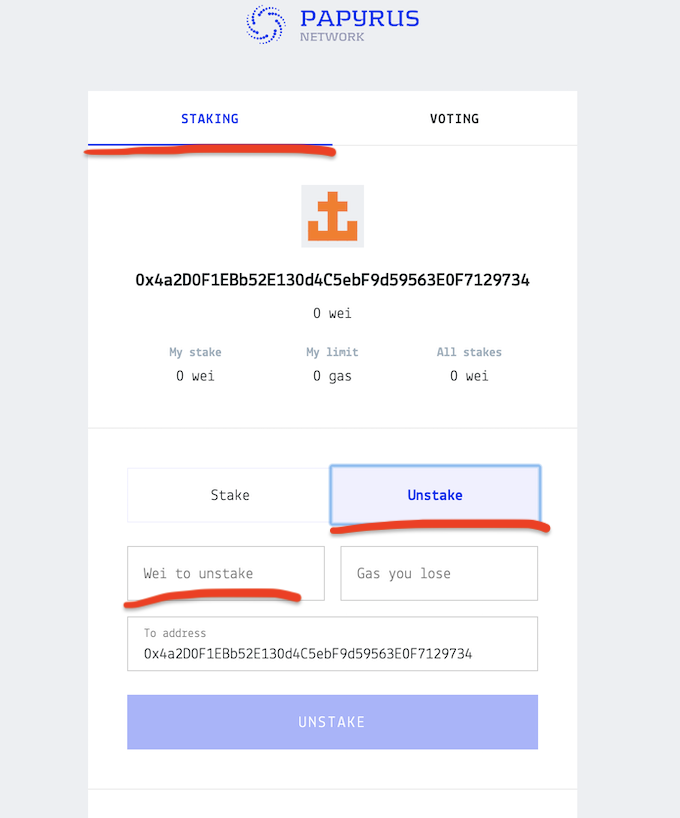 PAPYRUS
NETWORK
STAKING VOTING
0x4a2D0F1EBb52E130d4C5ebF9d59563E0F7129734
0 wei
My stake My limit All stakes
0 wei 0 gas 0 wei
Stake Unstake
Wei to unstake Gas you lose
To address
0x4a2D0F1EBb52E130d4C5ebF9d59563E0F7129734
UNSTAKE